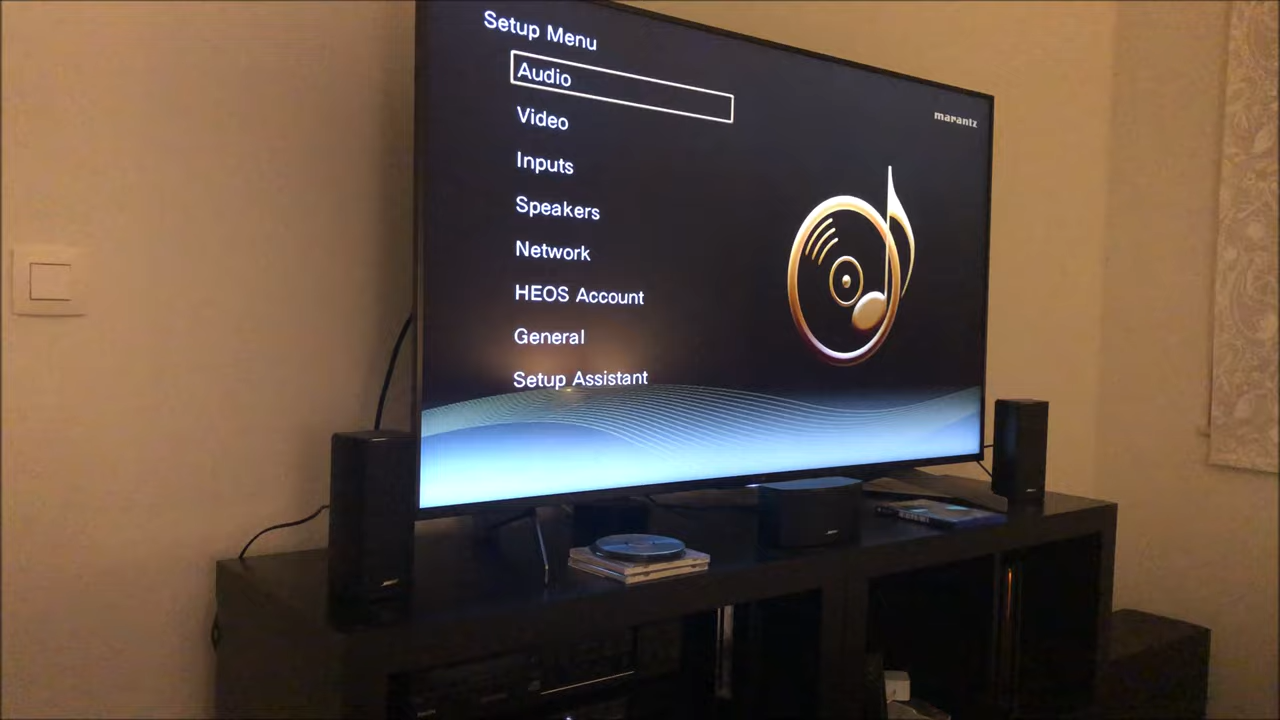 Setup Menu
Audio
marantz
Video
Inputs
Speakers
Network
HEOS Account
General
Setup Assistant